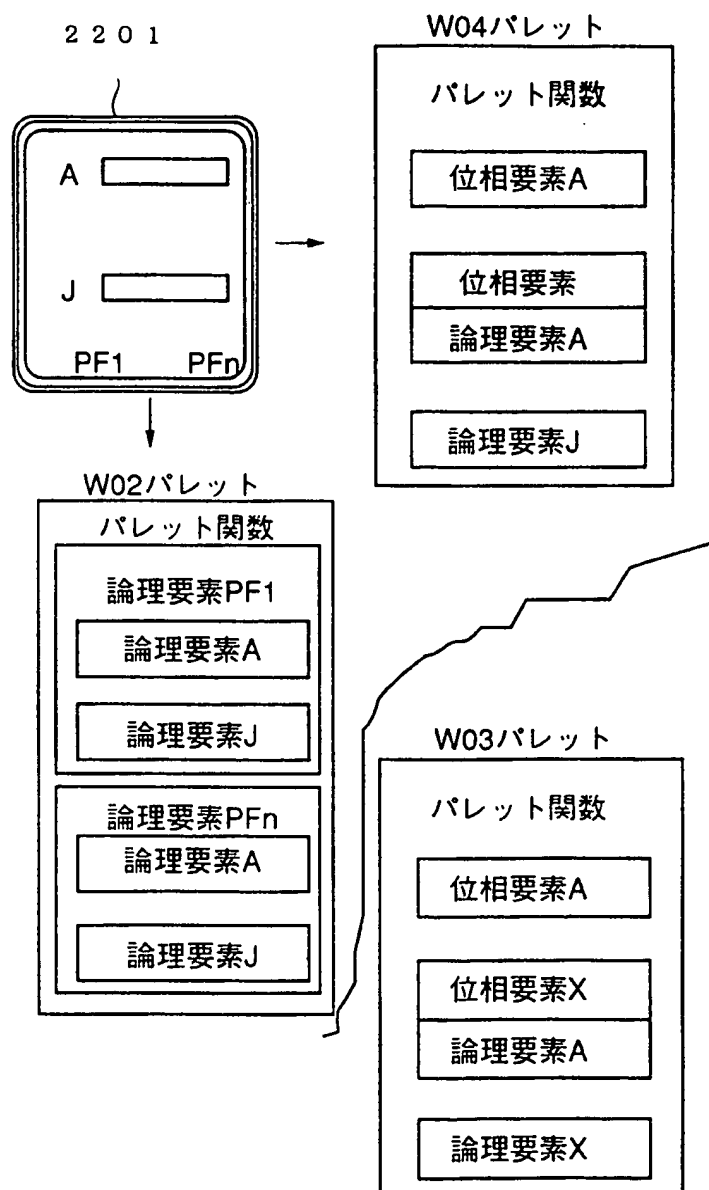 2201
A
J
PF1 PFn
W04パレット
パレット関数
位相要素A
位相要素
論理要素A
論理要素J
W02パレット
パレット関数
論理要素PF1
論理要素A
論理要素J
論理要素PFn
論理要素A
論理要素J
W03パレット
パレット関数
位相要素A
位相要素X
論理要素A
論理要素X